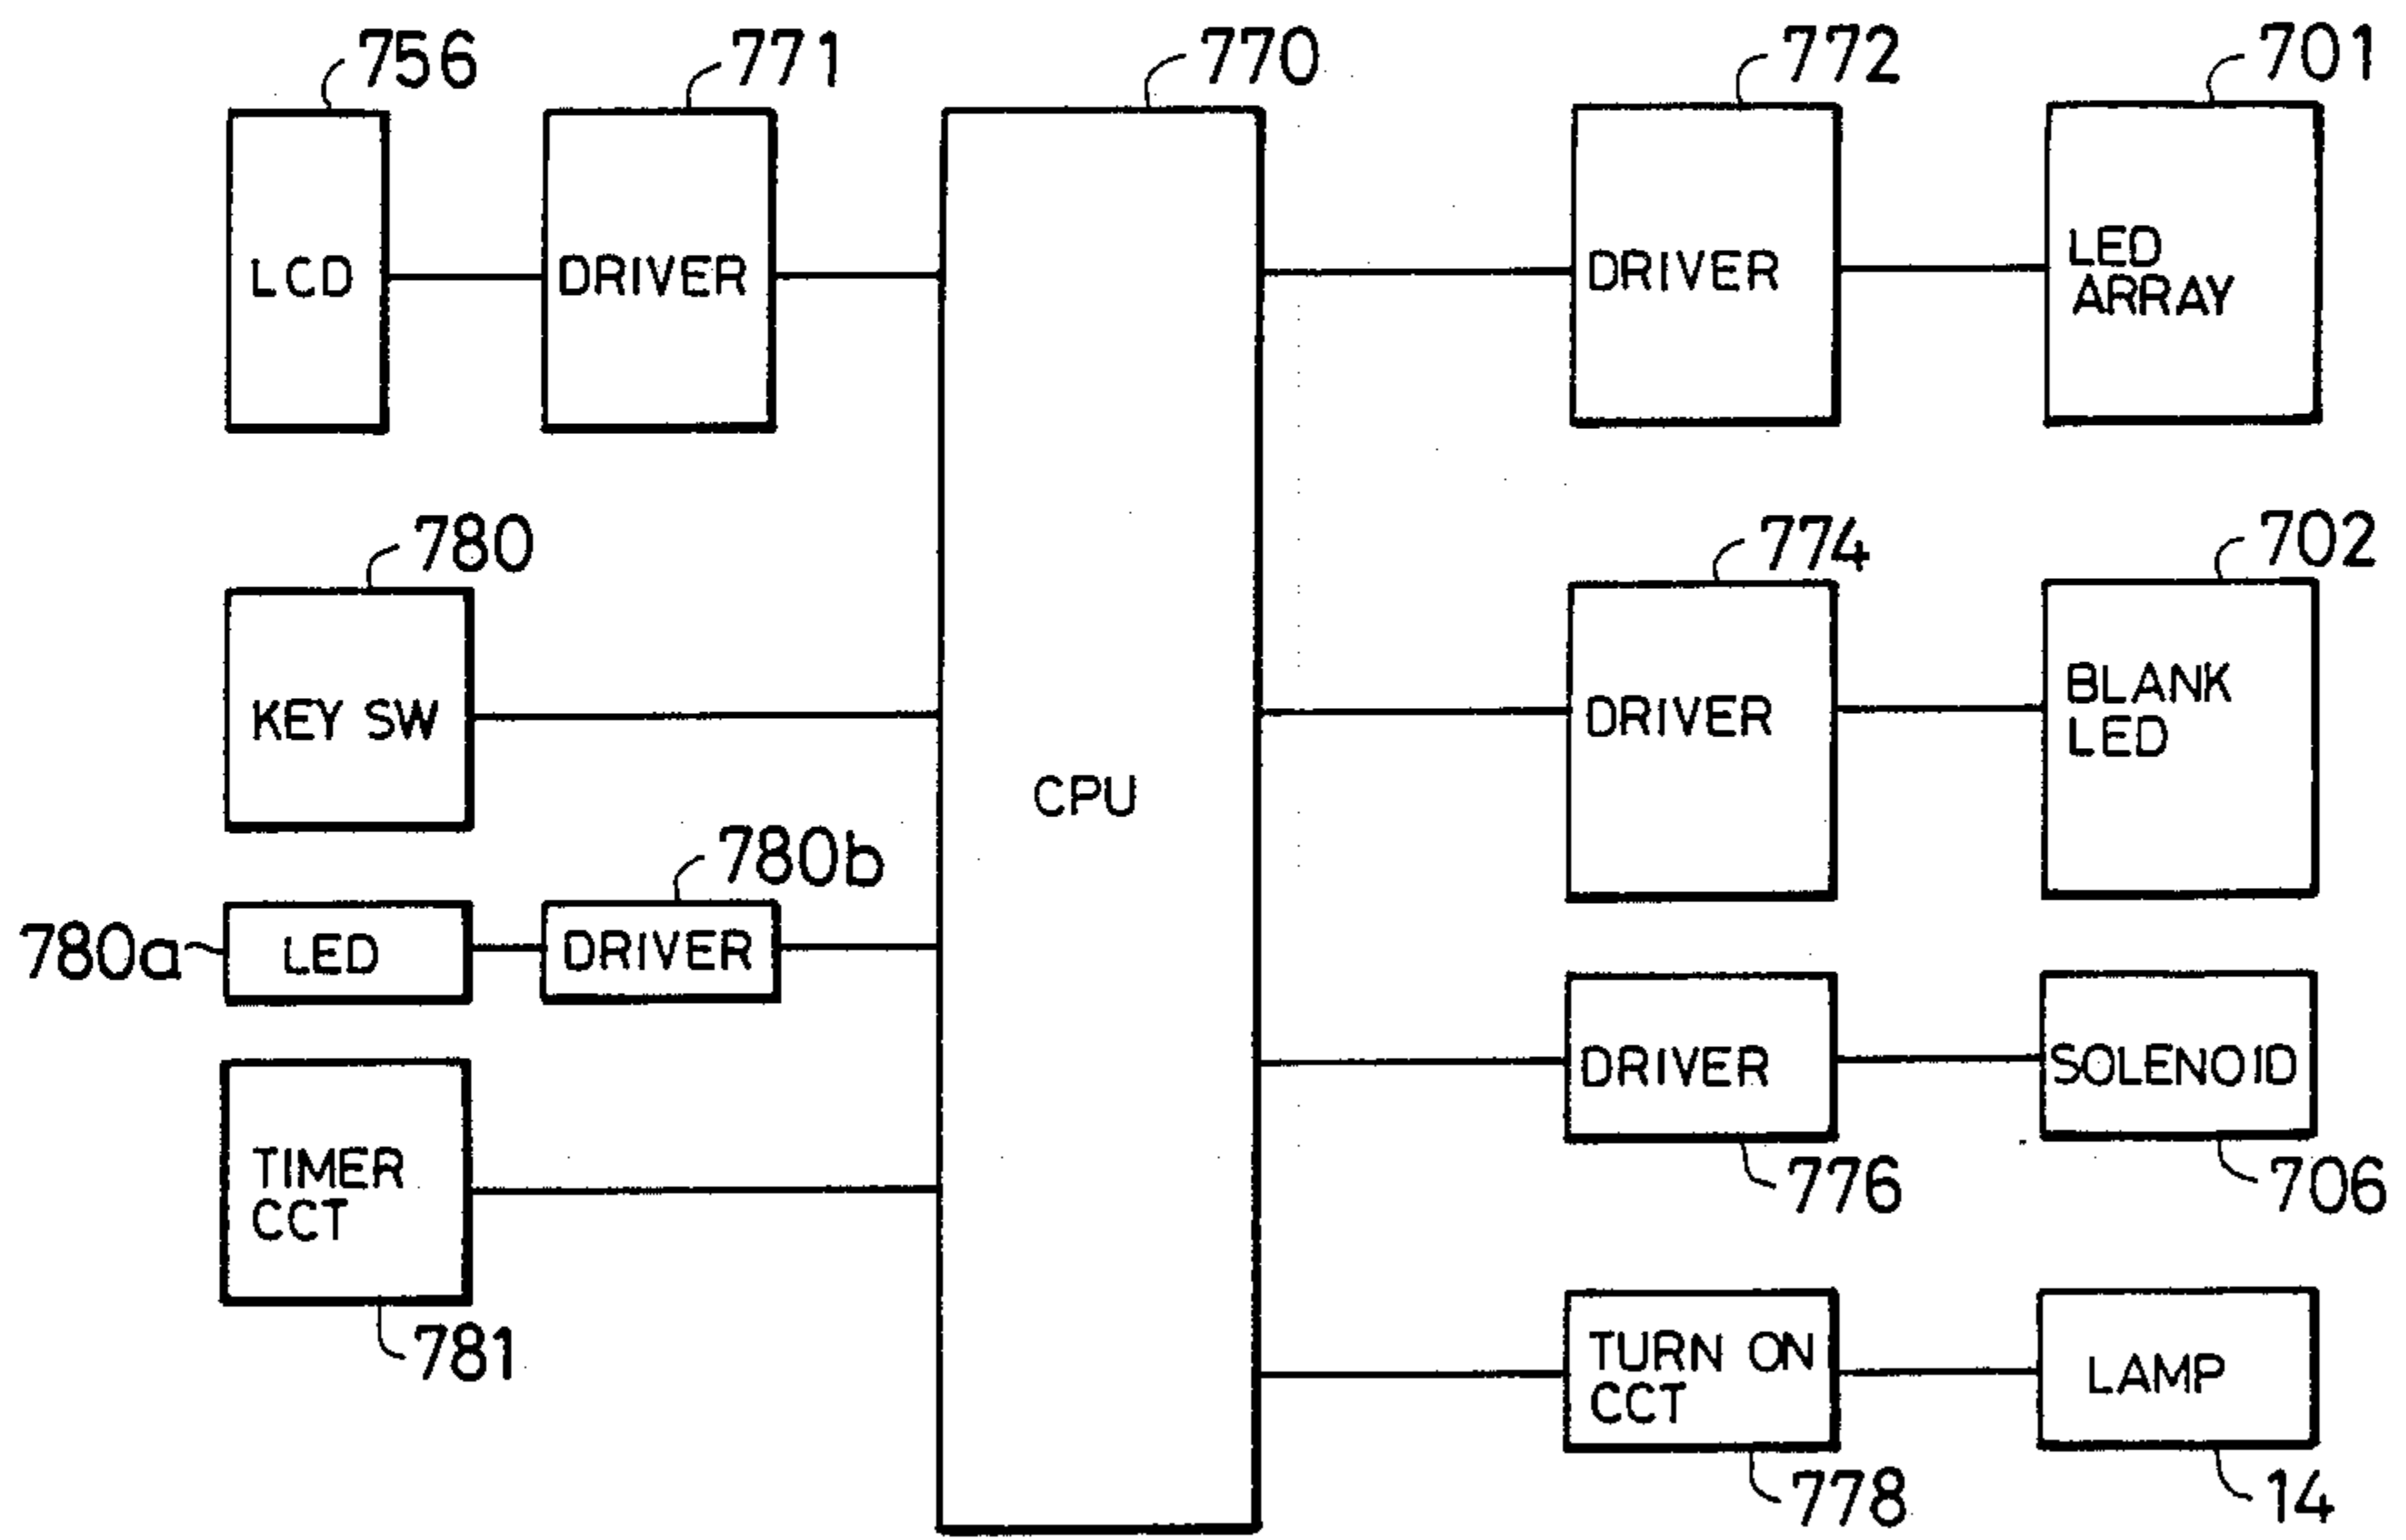 756
771
770
772
701
LCD
DRIVER
DRIVER
LED
ARRAY
780
774
702
KEY SW
CPU
DRIVER
BLANK
LED
780b
780a
LED
DRIVER
DRIVER
SOLENOID
TIMER
CCT
776
706
781
TURN ON
CCT
LAMP
778
14